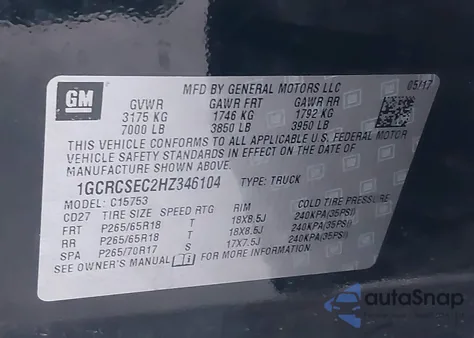 GM
MFD BY GENERAL MOTORS LLC 05/17
GVWR GAWR FRT GAWR RR
3175 KG 1746 KG 1792 KG
7000 LB 3850 LB 3950 LB
THIS VEHICLE CONFORMS TO ALL APPLICABLE U.S. FEDERAL MOTOR
VEHICLE SAFETY STANDARDS IN EFFECT ON THE DATE OF
MANUFACTURE SHOWN ABOVE.
1GCRCSEC2HZ346104 TYPE: TRUCK
MODEL: C15753
CD27 TIRE SIZE SPEED RTG RIM COLD TIRE PRESSURE
FRT P265/65R18 T 18X8.5J 240KPA(35PSI)
RR P265/65R18 T 18X8.5J 240KPA(35PSI)
SPA P265/70R17 S 17X7.5J 240KPA(35PSI)
SEE OWNER'S MANUAL FOR MORE INFORMATION.
autaSnap